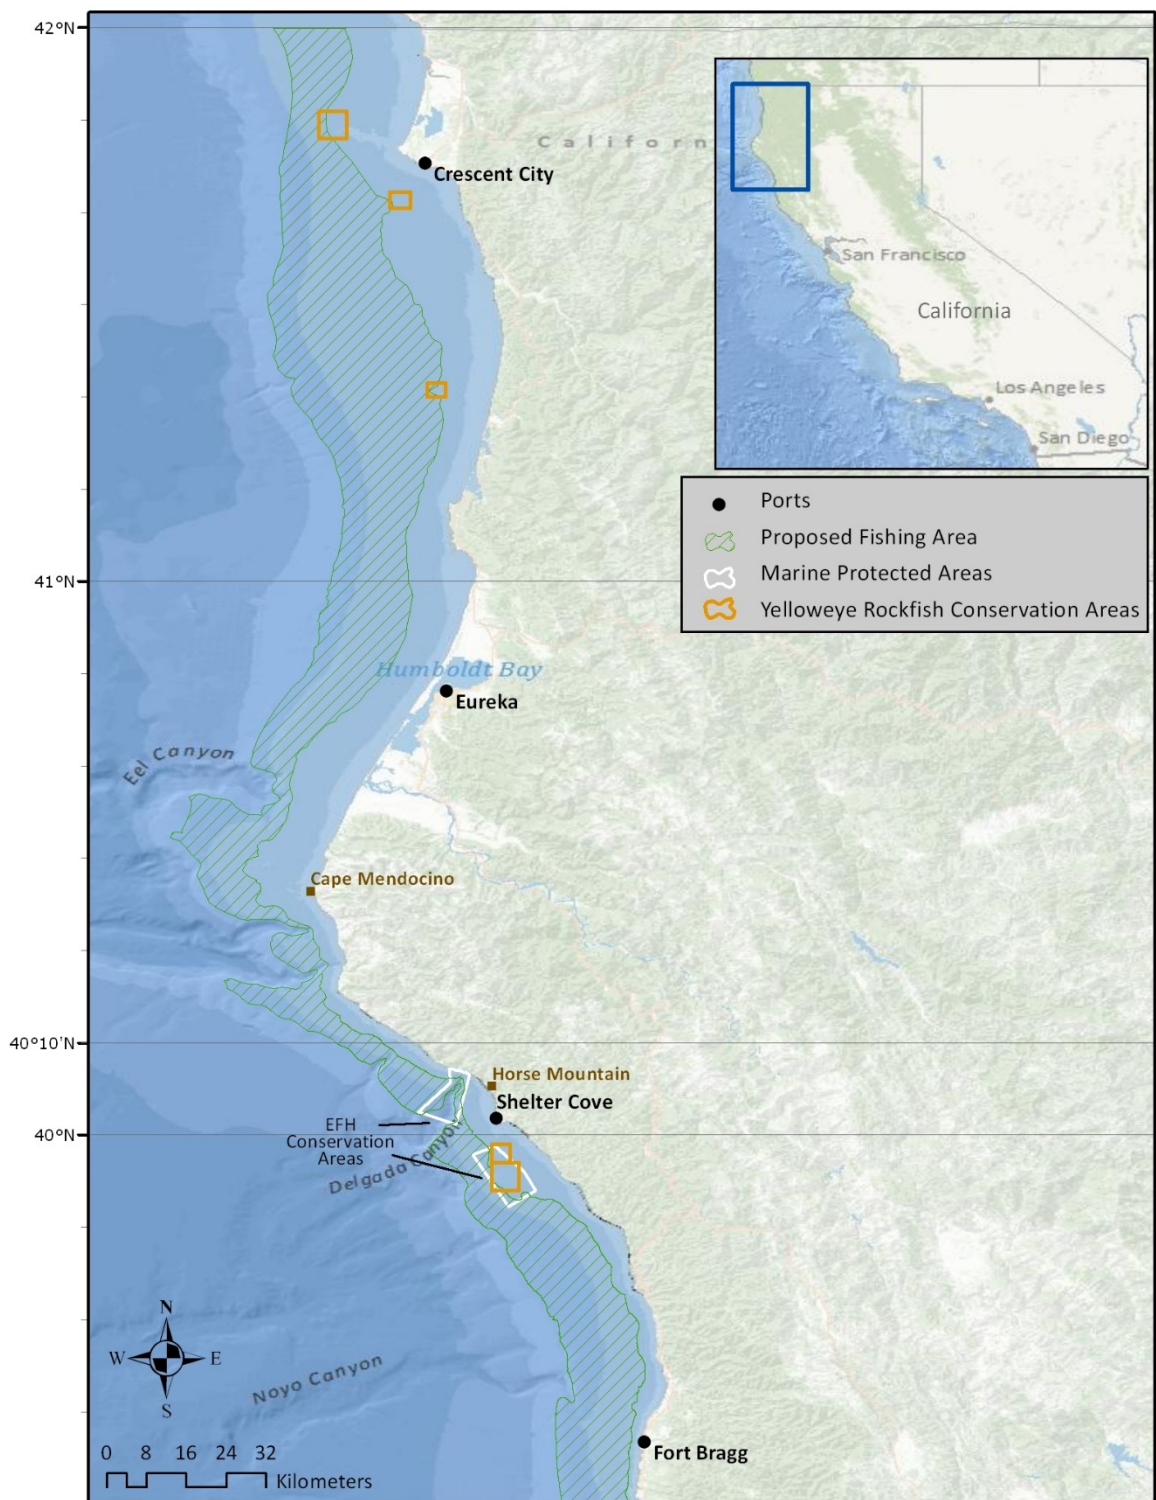 42°N
Californ
Crescent City
San Francisco
California
Los Angeles
San Diego
Ports
Proposed Fishing Area
Marine Protected Areas
Yelloweye Rockfish Conservation Areas
41°N
Humboldt Bay
Eureka
Eel Canyon
Cape Mendocino
40°10'N
Horse Mountain
Shelter Cove
EFH
Conservation
Areas
40°N
Delgada Canyon
N
W E
S
Noyo Canyon
0 8 16 24 32
Kilometers
Fort Bragg